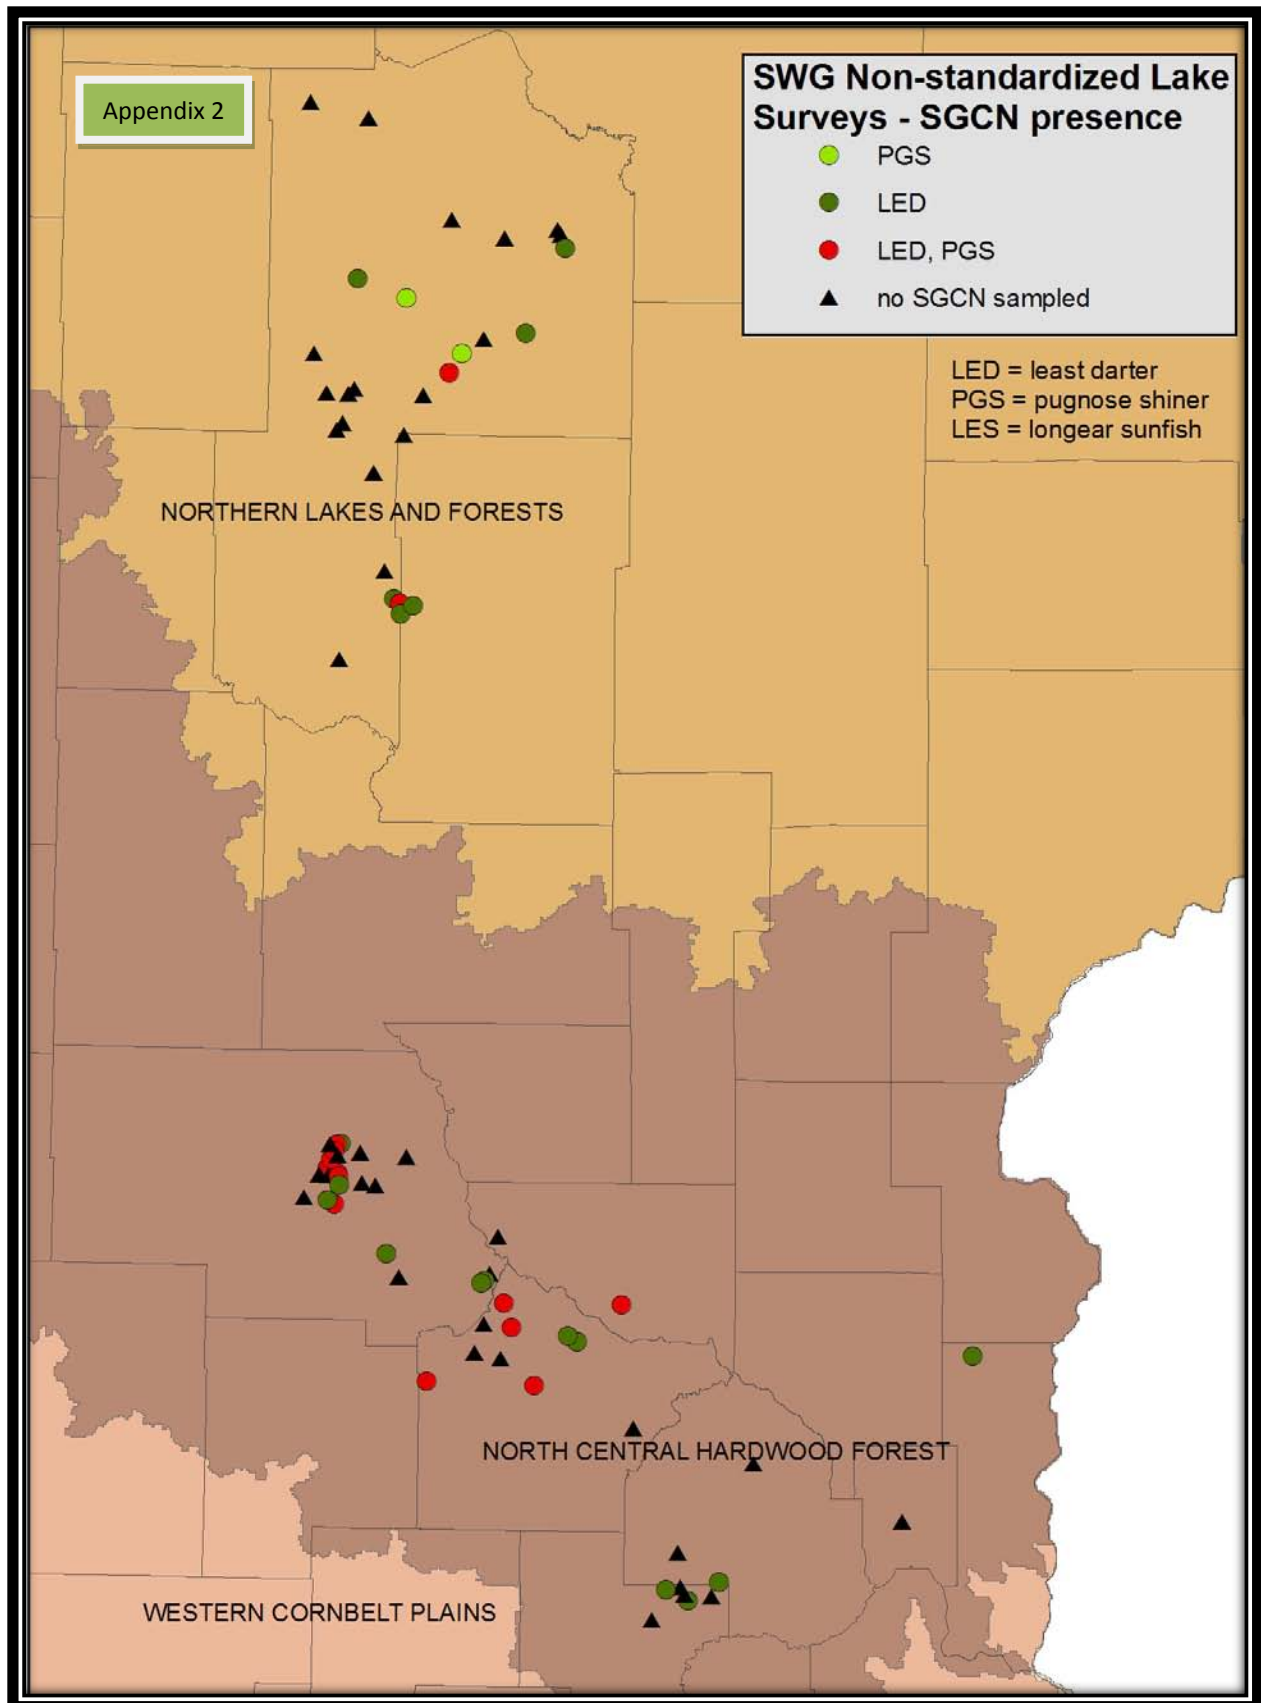 Appendix 2
SWG Non-standardized Lake
Surveys - SGCN presence
PGS
LED
LED, PGS
no SGCN sampled
LED = least darter
PGS = pugnose shiner
LES = longear sunfish
NORTHERN LAKES AND FORESTS
NORTH CENTRAL HARDWOOD FOREST
WESTERN CORNBELT PLAINS